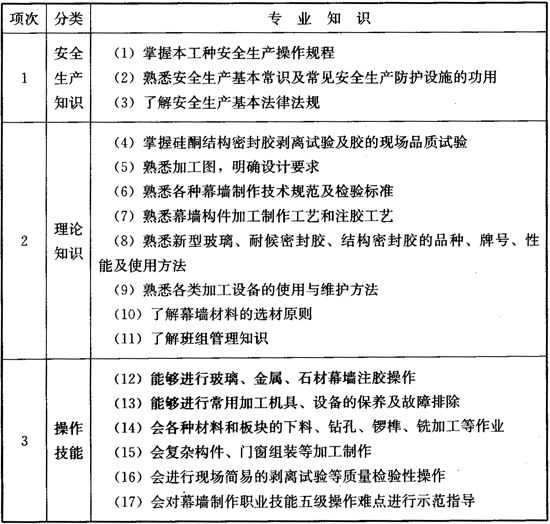 项次 分类 专业知识
1 安全生产知识
(1)掌握本工种安全生产操作规程
(2)熟悉安全生产基本常识及常见安全生产防护设施的功用
(3)了解安全生产基本法律法规
2 理论知识
(4)掌握硅酮结构密封胶剥离试验及胶的现场品质试验
(5)熟悉加工图，明确设计要求
(6)熟悉各种幕墙制作技术规范及检验标准
(7)熟悉幕墙构件加工制作工艺和注胶工艺
(8)熟悉新型玻璃、耐候密封胶、结构密封胶的品种、牌号、性
能及使用方法
(9)熟悉各类加工设备的使用与维护方法
(10)了解幕墙材料的选材原则
(11)了解班组管理知识
3 操作技能
(12)能够进行玻璃、金属、石材幕墙注胶操作
(13)能够进行常用加工机具、设备的保养及故障排除
(14)会各种材料和板块的下料、钻孔、锣榫、铣加工等作业
(15)会复杂构件、门窗组装等加工制作
(16)会进行现场简易的剥离试验等质量检验性操作
(17)会对幕墙制作职业技能五级操作难点进行示范指导